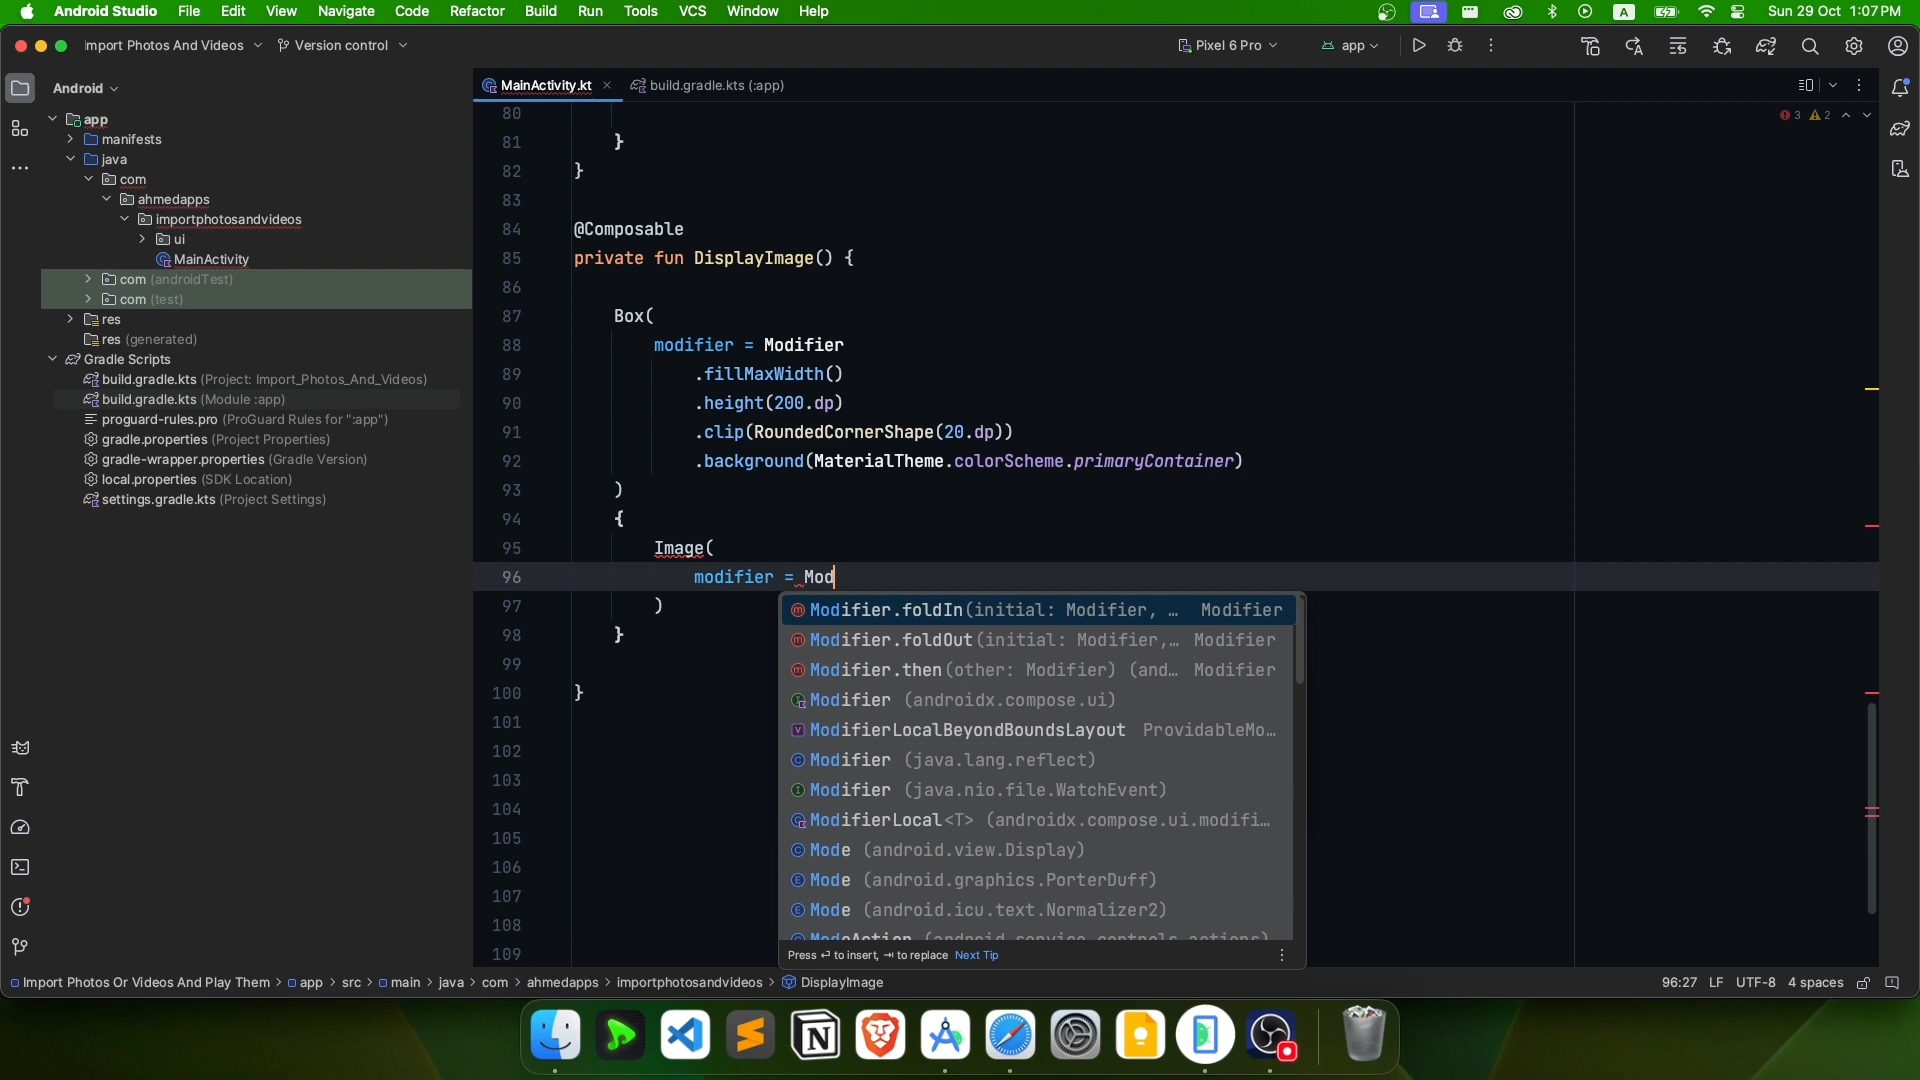 Android Studio File Edit View Navigate Code Refactor Build Run Tools VCS Window Help A Sun 29 Oct 1:07 PM
Import Photos And Videos Version control Pixel 6 Pro app
Android
MainActivity.kt build.gradle.kts (:app)
app
manifests
java
com
ahmedapps
importphotosandvideos
ui
MainActivity
com (androidTest)
com (test)
res
res (generated)
Gradle Scripts
build.gradle.kts (Project: Import_Photos_And_Videos)
build.gradle.kts (Module :app)
proguard-rules.pro (ProGuard Rules for ":app")
gradle.properties (Project Properties)
gradle-wrapper.properties (Gradle Version)
local.properties (SDK Location)
settings.gradle.kts (Project Settings)
3 2
80
81 }
82 }
83
84 @Composable
85 private fun DisplayImage() {
86
87 Box(
88 modifier = Modifier
89 .fillMaxWidth()
90 .height(200.dp)
91 .clip(RoundedCornerShape(20.dp))
92 .background(MaterialTheme.colorScheme.primaryContainer)
93 )
94 {
95 Image(
96 modifier = Mod
97 )
98 }
99
100 }
101
102
103
104
105
106
107
108
109
Modifier.foldIn(initial: Modifier, … Modifier
Modifier.foldOut(initial: Modifier,… Modifier
Modifier.then(other: Modifier) (and… Modifier
Modifier (androidx.compose.ui)
ModifierLocalBeyondBoundsLayout ProvidableMo…
Modifier (java.lang.reflect)
Modifier (java.nio.file.WatchEvent)
ModifierLocal<T> (androidx.compose.ui.modifi…
Mode (android.view.Display)
Mode (android.graphics.PorterDuff)
Mode (android.icu.text.Normalizer2)
ModeAction (android.service.controls.actions)
Press ⏎ to insert, ⇥ to replace Next Tip
Import Photos Or Videos And Play Them > app > src > main > java > com > ahmedapps > importphotosandvideos > DisplayImage 96:27 LF UTF-8 4 spaces